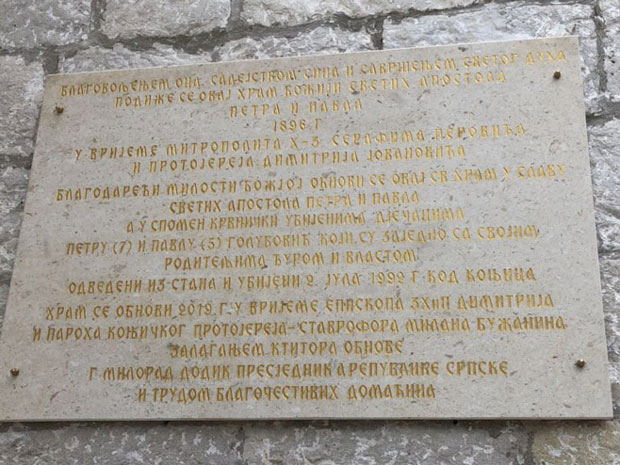 БЛАГОВОЉЕЊЕМ ОЦА, САДЕЈСТВОМ СИНА И САВРШЕЊЕМ СВЕТОГ ДУХА
ПОДИЖЕ СЕ ОВАЈ ХРАМ БОЖИЈИ СВЕТИХ АПОСТОЛА
ПЕТРА И ПАВЛА
1896. Г
У ВРИЈЕМЕ МИТРОПОЛИТА Х-З. СЕРАФИМА ПЕРОВИЋА
И ПРОТОЈЕРЕЈА ДИМИТРИЈА ЈОВАНОВИЋА
БЛАГОДАРЕЋИ МИЛОСТИ БОЖЈОЈ ОБНОВИ СЕ ОВАЈ СВ ХРАМ У СЛАВУ
СВЕТИХ АПОСТОЛА ПЕТРА И ПАВЛА
А У СПОМЕН КРВНИЧКИ УБИЈЕНИМА ДЈЕЧАЦИМА
ПЕТРУ (7) И ПАВЛУ (5) ГОЛУБОВИЋ КОЈИ СУ ЗАЈЕДНО СА СВОЈИМ
РОДИТЕЉИМА ЂУРОМ И ВЛАСТОМ
ОДВЕДЕНИ ИЗ СТАНА И УБИЈЕНИ 2. ЈУЛА 1992 Г КОД КОЊИЦА
ХРАМ СЕ ОБНОВИ 2019. Г. У ВРИЈЕМЕ ЕПИСКОПА ЗХИП ДИМИТРИЈА
И ПАРОХА КОЊИЧКОГ ПРОТОЈЕРЕЈА-СТАВРОФОРА МИЛАНА БУЖАНИНА
ЗАЛАГАЊЕМ КТИТОРА ОБНОВЕ
Г МИЛОРАД ДОДИК ПРЕСЈЕДНИКА РЕПУБЛИКЕ СРПСКЕ
И ТРУДОМ БЛАГОЧЕСТИВИХ ДОМАЋИНА